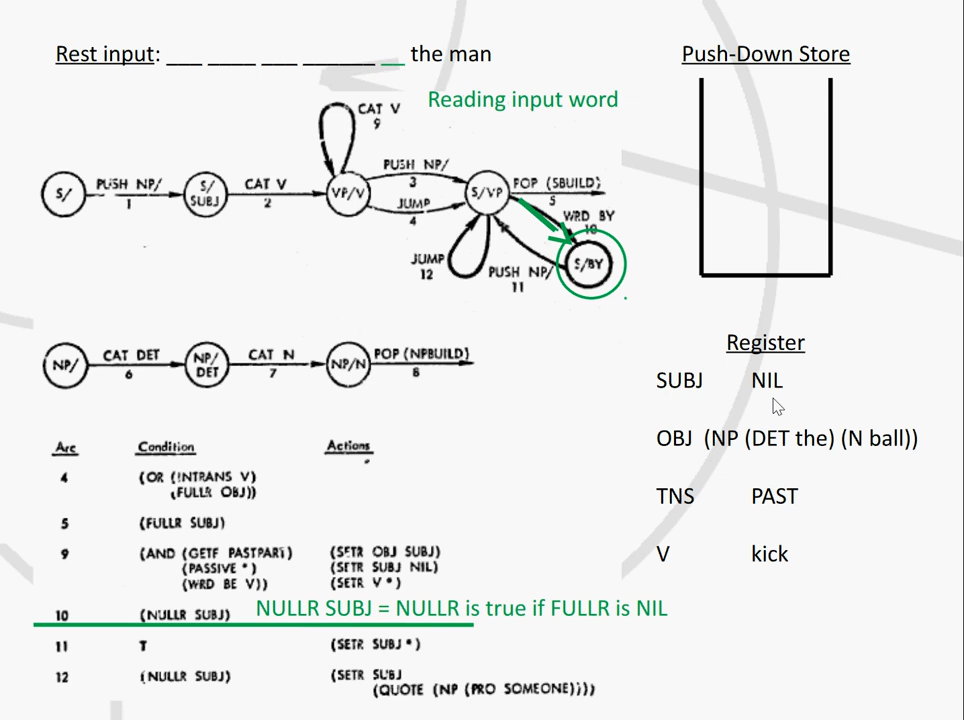 Rest input: ___ ____ ___ _______ __ the man
Push-Down Store
Reading input word
CAT V
9
PUSH NP/
1
CAT V
2
PUSH NP/
3
JUMP
4
POP (SBUILD)
5
WRD BY
10
JUMP
12
PUSH NP/
11
S/
S/
SUBJ
VP/V
S/VP
S/BY
CAT DET
6
CAT N
7
POP (NPBUILD)
8
NP/
NP/
DET
NP/N
Register
SUBJ NIL
OBJ (NP (DET the) (N ball))
TNS PAST
V kick
Arc Condition Actions
4 (OR (INTRANS V)
(FULLR OBJ))
5 (FULLR SUBJ)
9 (AND (GETF PASTPART) (SETR OBJ SUBJ)
(PASSIVE *) (SETR SUBJ NIL)
(WRD BE V)) (SETR V *)
10 (NULLR SUBJ) NULLR SUBJ = NULLR is true if FULLR is NIL
11 T (SETR SUBJ *)
12 (NULLR SUBJ) (SETR SUBJ
(QUOTE (NP (PRO SOMEONE))))